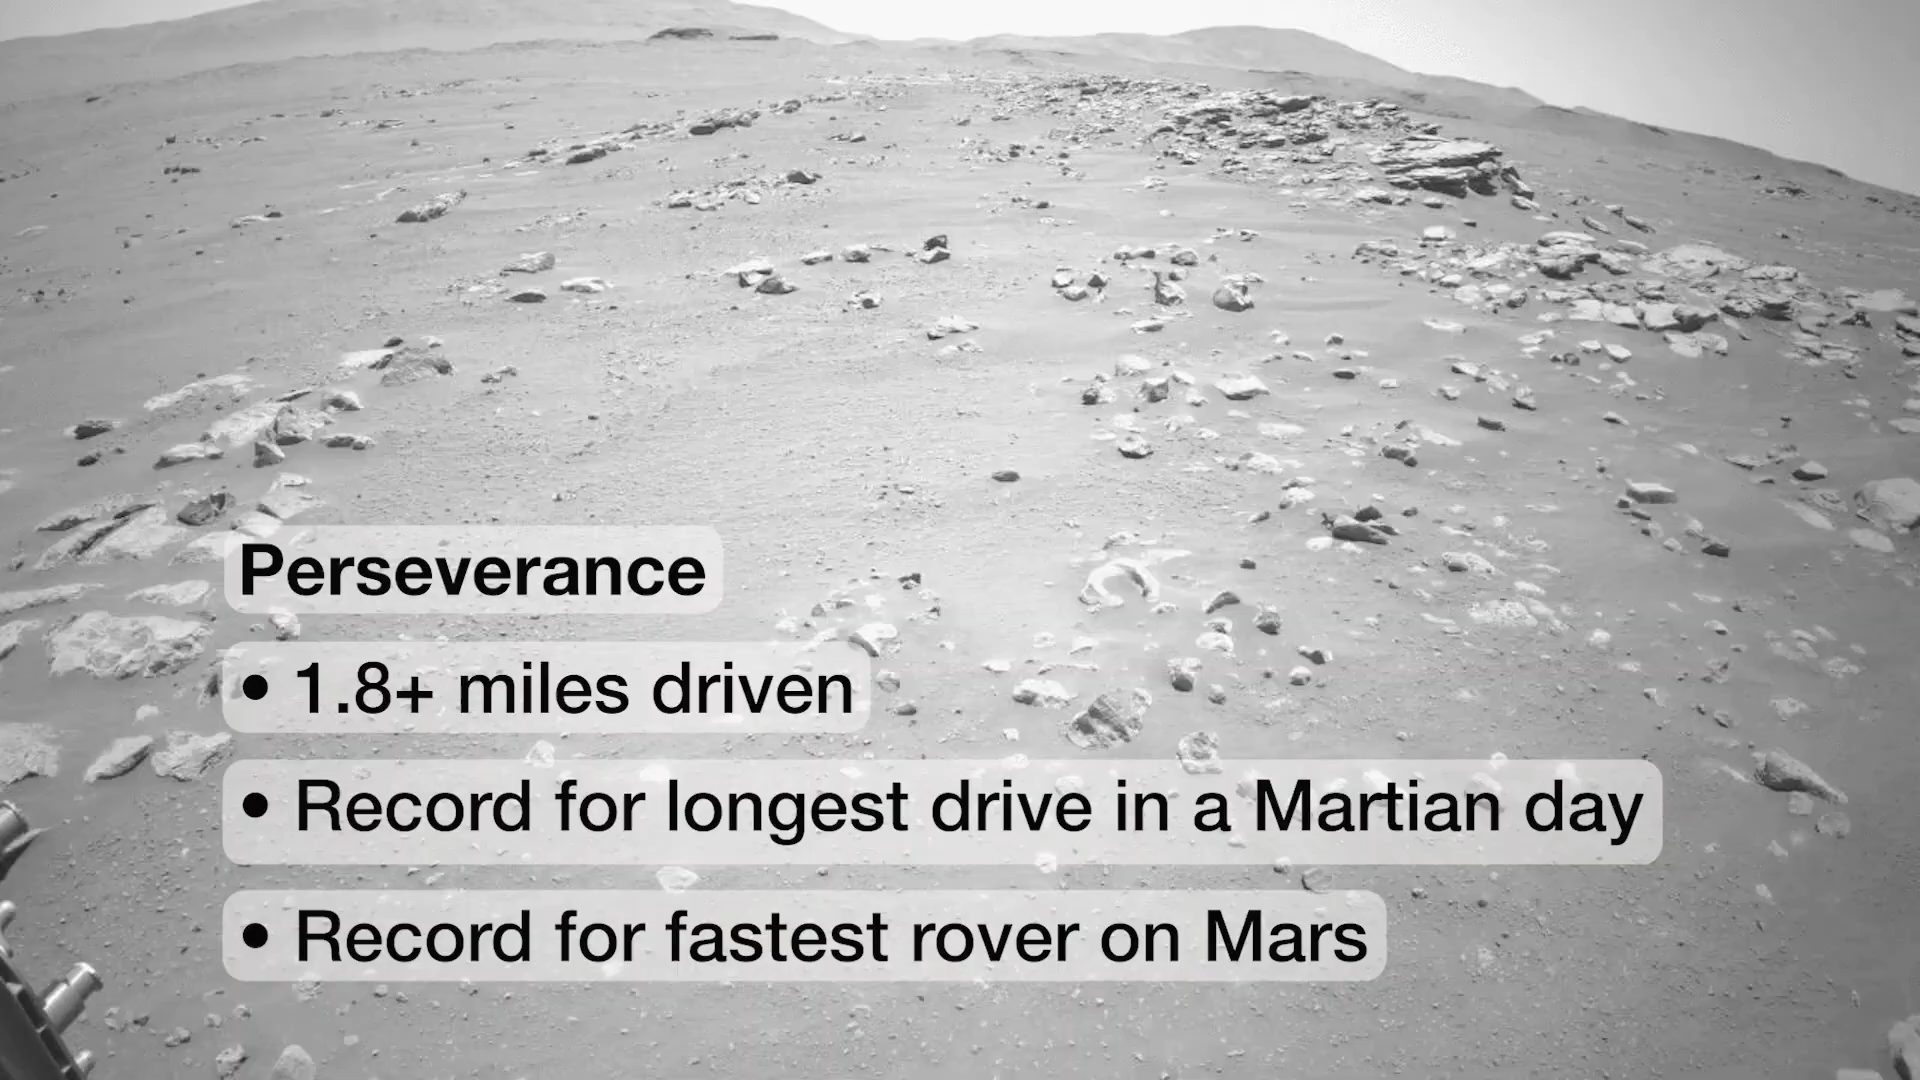 Perseverance
• 1.8+ miles driven
• Record for longest drive in a Martian day
• Record for fastest rover on Mars